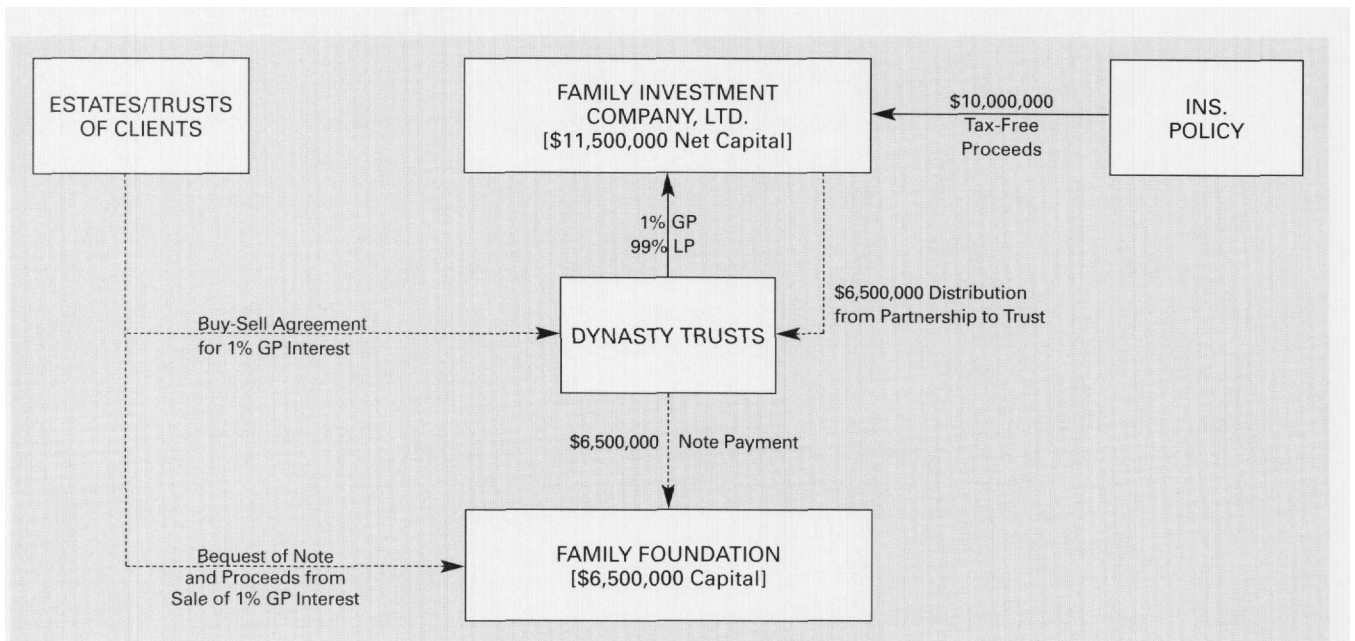 ESTATES/TRUSTS
OF CLIENTS
FAMILY INVESTMENT
COMPANY, LTD.
[$11,500,000 Net Capital]
$10,000,000
Tax-Free
Proceeds
INS.
POLICY
1% GP
99% LP
$6,500,000 Distribution
from Partnership to Trust
Buy-Sell Agreement
for 1% GP Interest
DYNASTY TRUSTS
$6,500,000 Note Payment
Bequest of Note
and Proceeds from
Sale of 1% GP Interest
FAMILY FOUNDATION
[$6,500,000 Capital]